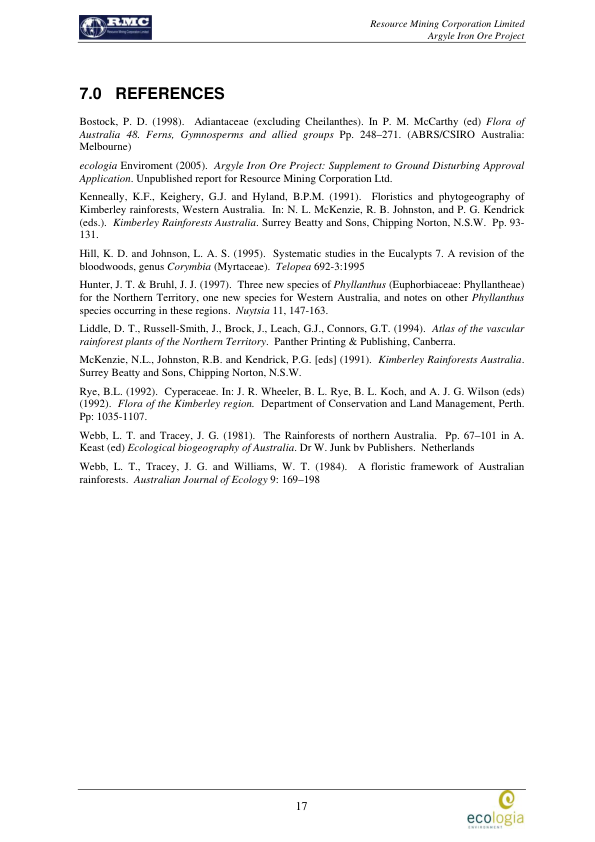 RMC
Resource Mining Corporation Limited
Resource Mining Corporation Limited
Argyle Iron Ore Project
7.0 REFERENCES
Bostock, P. D. (1998). Adiantaceae (excluding Cheilanthes). In P. M. McCarthy (ed) Flora of
Australia 48. Ferns, Gymnosperms and allied groups Pp. 248–271. (ABRS/CSIRO Australia:
Melbourne)
ecologia Enviroment (2005). Argyle Iron Ore Project: Supplement to Ground Disturbing Approval
Application. Unpublished report for Resource Mining Corporation Ltd.
Kenneally, K.F., Keighery, G.J. and Hyland, B.P.M. (1991). Floristics and phytogeography of
Kimberley rainforests, Western Australia. In: N. L. McKenzie, R. B. Johnston, and P. G. Kendrick
(eds.). Kimberley Rainforests Australia. Surrey Beatty and Sons, Chipping Norton, N.S.W. Pp. 93-
131.
Hill, K. D. and Johnson, L. A. S. (1995). Systematic studies in the Eucalypts 7. A revision of the
bloodwoods, genus Corymbia (Myrtaceae). Telopea 692-3:1995
Hunter, J. T. & Bruhl, J. J. (1997). Three new species of Phyllanthus (Euphorbiaceae: Phyllantheae)
for the Northern Territory, one new species for Western Australia, and notes on other Phyllanthus
species occurring in these regions. Nuytsia 11, 147-163.
Liddle, D. T., Russell-Smith, J., Brock, J., Leach, G.J., Connors, G.T. (1994). Atlas of the vascular
rainforest plants of the Northern Territory. Panther Printing & Publishing, Canberra.
McKenzie, N.L., Johnston, R.B. and Kendrick, P.G. [eds] (1991). Kimberley Rainforests Australia.
Surrey Beatty and Sons, Chipping Norton, N.S.W.
Rye, B.L. (1992). Cyperaceae. In: J. R. Wheeler, B. L. Rye, B. L. Koch, and A. J. G. Wilson (eds)
(1992). Flora of the Kimberley region. Department of Conservation and Land Management, Perth.
Pp: 1035-1107.
Webb, L. T. and Tracey, J. G. (1981). The Rainforests of northern Australia. Pp. 67–101 in A.
Keast (ed) Ecological biogeography of Australia. Dr W. Junk bv Publishers. Netherlands
Webb, L. T., Tracey, J. G. and Williams, W. T. (1984). A floristic framework of Australian
rainforests. Australian Journal of Ecology 9: 169–198
17
ecologia
ENVIRONMENT